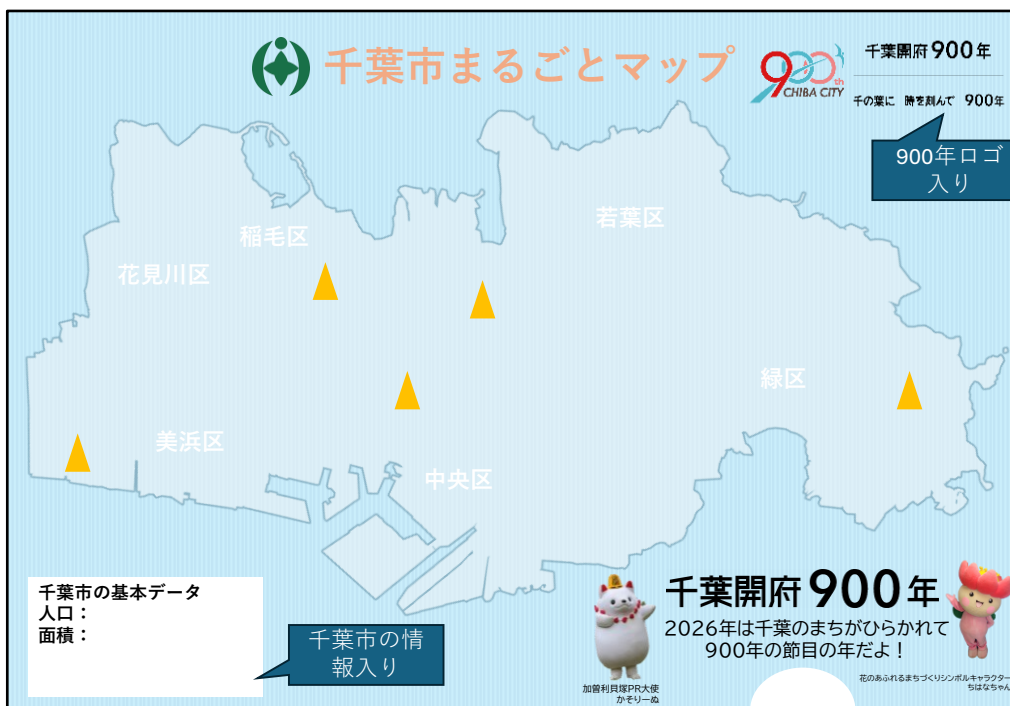 千葉市まるごとマップ
900th
CHIBA CITY
千葉開府900年
千の葉に 時を刻んで 900年
900年ロゴ
入り
若葉区
稲毛区
花見川区
緑区
美浜区
中央区
千葉市の基本データ
人口：
面積：
千葉市の情
報入り
千葉開府900年
2026年は千葉のまちがひらかれて
900年の節目の年だよ！
加曽利貝塚PR大使
かそりーぬ
花のあふれるまちづくりシンボルキャラクター
ちはなちゃん